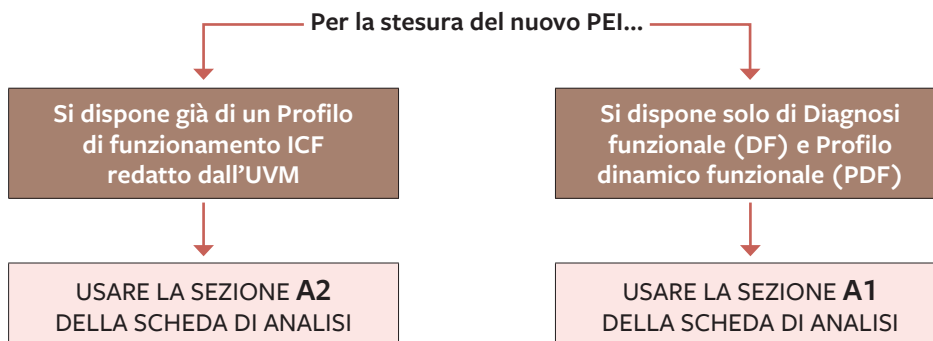 Per la stesura del nuovo PEI...
Si dispone già di un Profilo
di funzionamento ICF
redatto dall'UVM
Si dispone solo di Diagnosi
funzionale (DF) e Profilo
dinamico funzionale (PDF)
USARE LA SEZIONE A2
DELLA SCHEDA DI ANALISI
USARE LA SEZIONE A1
DELLA SCHEDA DI ANALISI